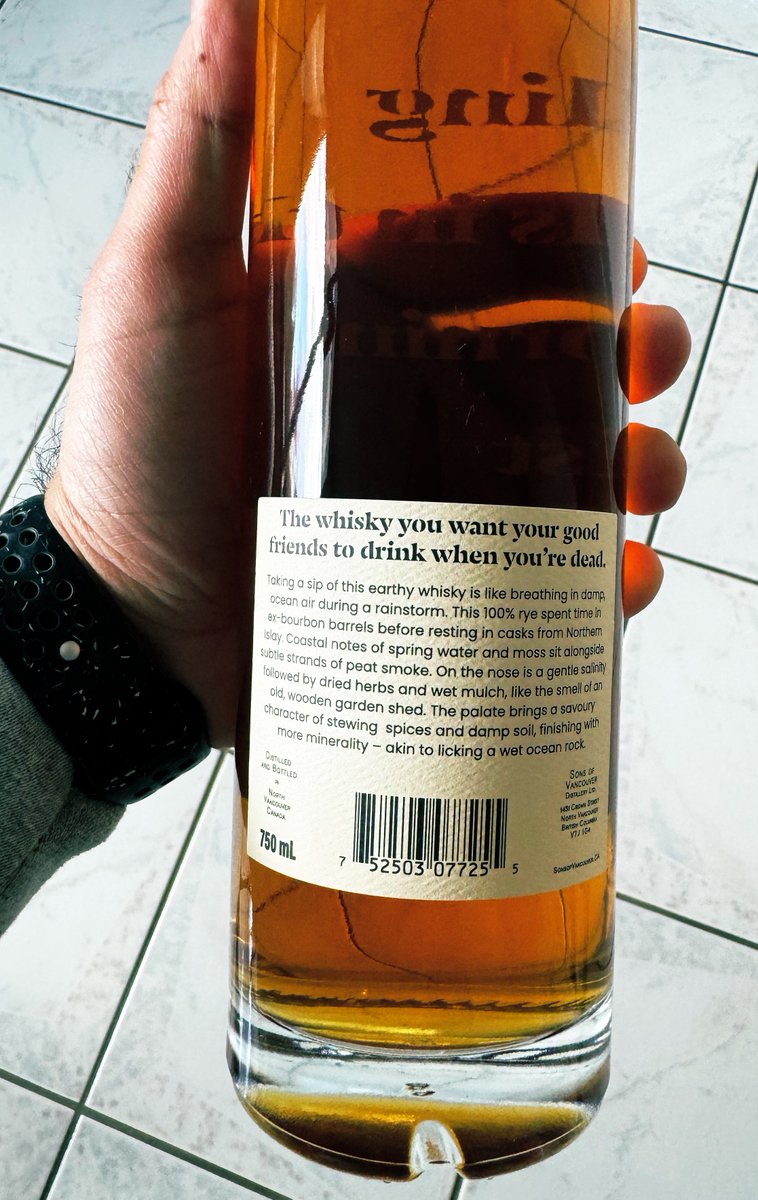 ling
The whisky you want your good
friends to drink when you're dead.
Taking a sip of this earthy whisky is like breathing in damp,
ocean air during a rainstorm. This 100% rye spent time in
ex-bourbon barrels before resting in casks from Northern
Islay. Coastal notes of spring water and moss sit alongside
subtle strands of peat smoke. On the nose is a gentle salinity
followed by dried herbs and wet mulch, like the smell of an
old, wooden garden shed. The palate brings a savoury
character of stewing spices and damp soil, finishing with
more minerality – akin to licking a wet ocean rock.
Distilled
and Bottled
in
North
Vancouver
Canada
750 mL
7 52503 07725 5
Sons of
Vancouver
Distillery Ltd.
1431 Crown Street
North Vancouver
British Columbia
V7J 1G4
SonsofVancouver.ca